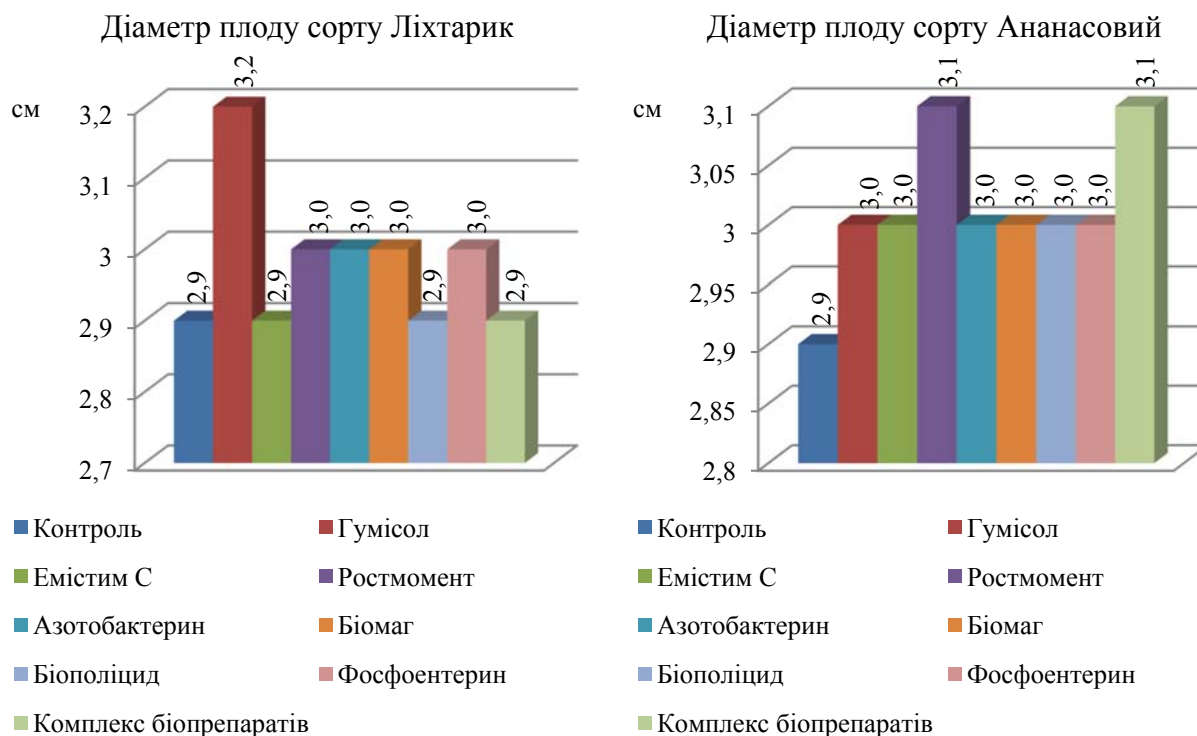 Діаметр плоду сорту Ліхтарик
см
3,2
3,1
3
2,9
2,8
2,7
2,9
3,2
2,9
3,0
3,0
3,0
2,9
3,0
2,9
Контроль
Гумісол
Емістим С
Ростмомент
Азотобактерин
Біомаг
Біополіцид
Фосфоентерин
Комплекс біопрепаратів
Діаметр плоду сорту Ананасовий
см
3,1
3,05
3
2,95
2,9
2,85
2,8
2,9
3,0
3,0
3,1
3,0
3,0
3,0
3,0
3,1
Контроль
Гумісол
Емістим С
Ростмомент
Азотобактерин
Біомаг
Біополіцид
Фосфоентерин
Комплекс біопрепаратів